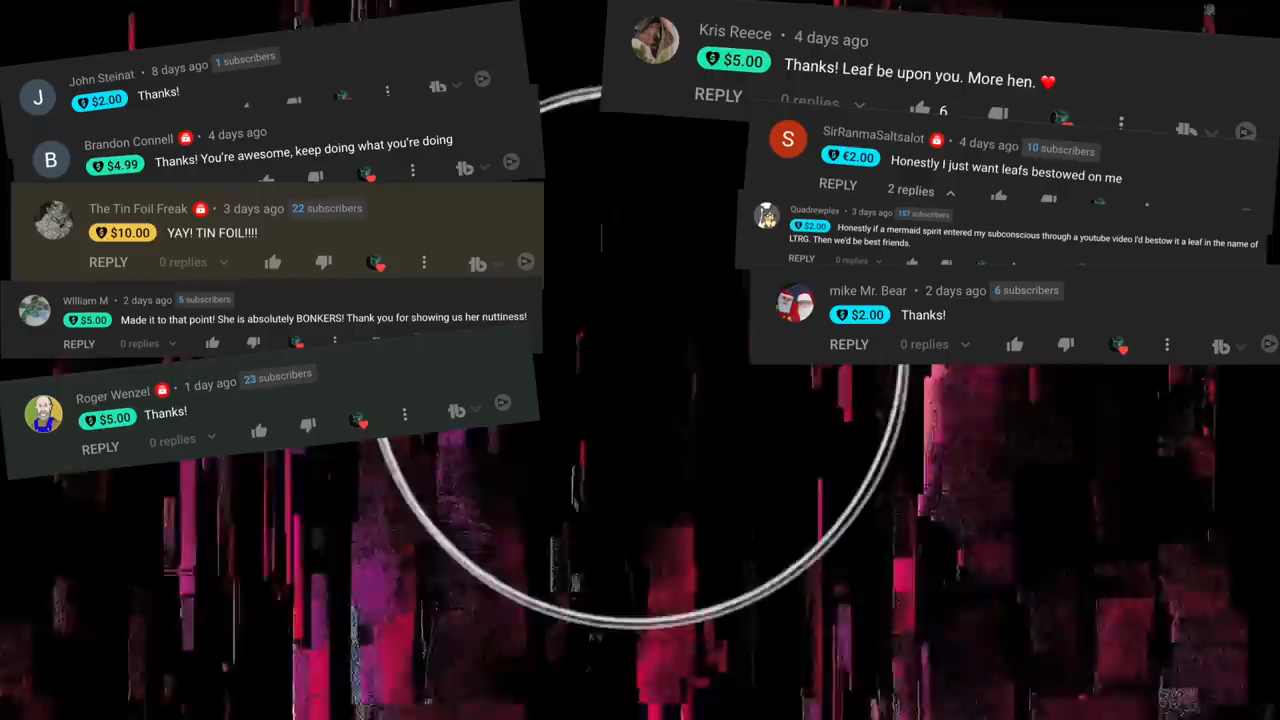 John Steinat • 8 days ago 1 subscribers
$2.00 Thanks!
Brandon Connell • 4 days ago
$4.99 Thanks! You're awesome, keep doing what you're doing
The Tin Foil Freak • 3 days ago 22 subscribers
$10.00 YAY! TIN FOIL!!!!
REPLY 0 replies
WIlliam M • 2 days ago 5 subscribers
$5.00 Made it to that point! She is absolutely BONKERS! Thank you for showing us her nuttiness!
REPLY 0 replies
Roger Wenzel • 1 day ago 23 subscribers
$5.00 Thanks!
REPLY 0 replies
Kris Reece • 4 days ago
$5.00 Thanks! Leaf be upon you. More hen. ❤️
REPLY 0 replies 6
SirRanmaSaltsalot • 4 days ago 10 subscribers
€2.00 Honestly I just want leafs bestowed on me
REPLY 2 replies
Quadrewplex • 3 days ago 157 subscribers
$2.00 Honestly if a mermaid spirit entered my subconscious through a youtube video I'd bestow it a leaf in the name of
LTRG. Then we'd be best friends.
REPLY 0 replies
mike Mr. Bear • 2 days ago 6 subscribers
$2.00 Thanks!
REPLY 0 replies